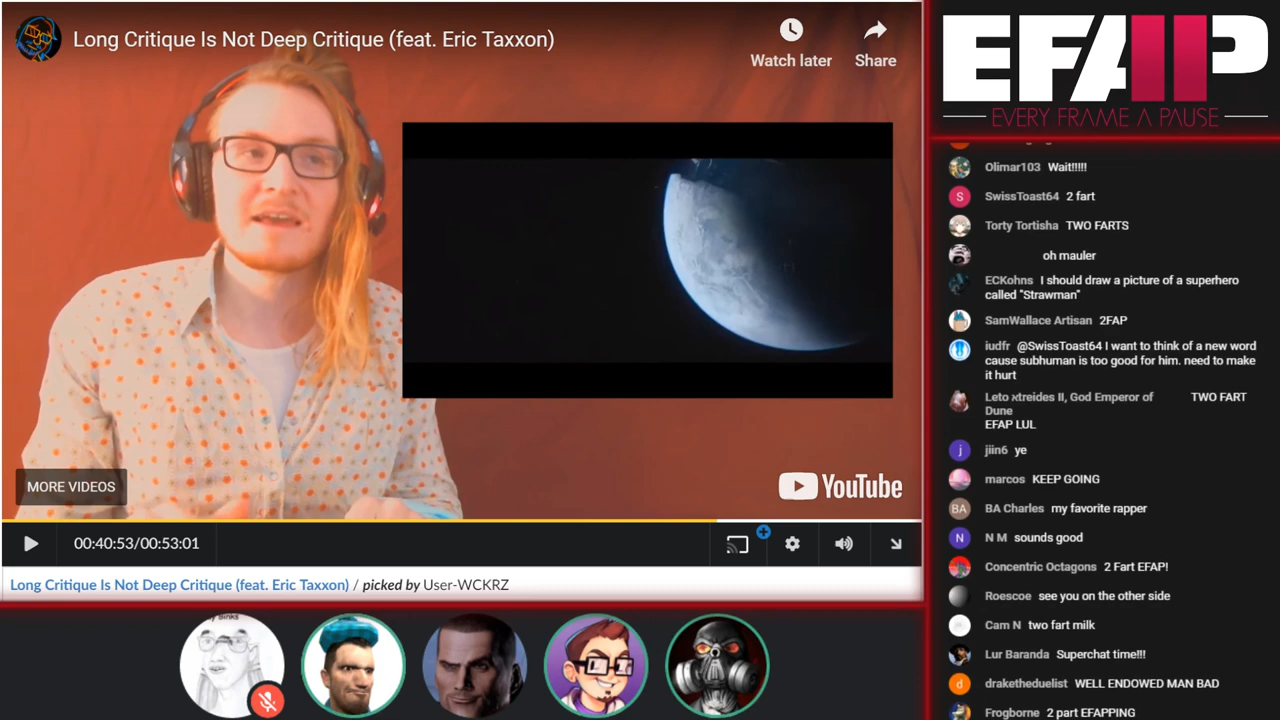 Long Critique Is Not Deep Critique (feat. Eric Taxxon)
Watch later
Share
MORE VIDEOS
YouTube
00:40:53/00:53:01
Long Critique Is Not Deep Critique (feat. Eric Taxxon) / picked by User-WCKRZ
EFAP
EVERY FRAME A PAUSE
Olimar103 Wait!!!!!
S
SwissToast64 2 fart
Torty Tortisha TWO FARTS
oh mauler
ECKohns I should draw a picture of a superhero
called "Strawman"
SamWallace Artisan 2FAP
iudfr @SwissToast64 I want to think of a new word
cause subhuman is too good for him. need to make
it hurt
Leto ⲁtreides II, God Emperor of TWO FART
Dune
EFAP LUL
j
jiin6 ye
marcos KEEP GOING
BA
BA Charles my favorite rapper
N
N M sounds good
Concentric Octagons 2 Fart EFAP!
Roescoe see you on the other side
Cam N two fart milk
Lur Baranda Superchat time!!!
d
draketheduelist WELL ENDOWED MAN BAD
Frogborne 2 part EFAPPING